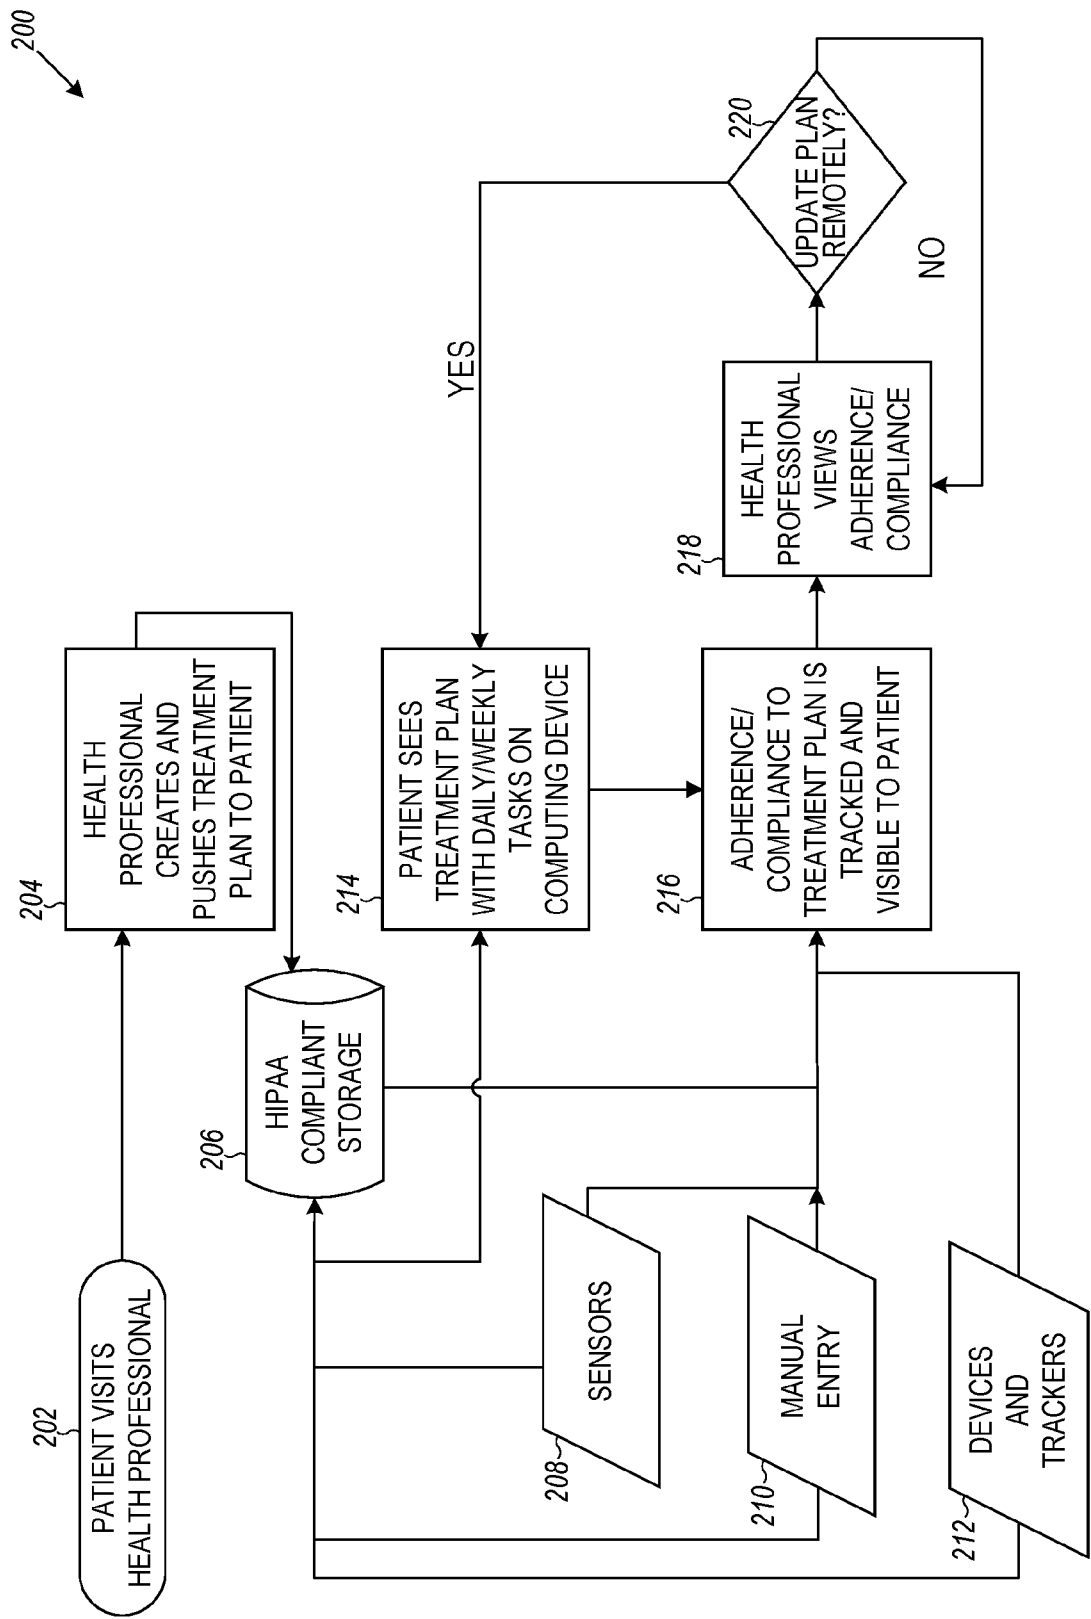 200
202
PATIENT VISITS
HEALTH PROFESSIONAL
204
HEALTH
PROFESSIONAL
CREATES AND
PUSHES TREATMENT
PLAN TO PATIENT
206
HIPAA
COMPLIANT
STORAGE
208
SENSORS
210
MANUAL
ENTRY
212
DEVICES
AND
TRACKERS
214
PATIENT SEES
TREATMENT PLAN
WITH DAILY/WEEKLY
TASKS ON
COMPUTING DEVICE
216
ADHERENCE/
COMPLIANCE TO
TREATMENT PLAN IS
TRACKED AND
VISIBLE TO PATIENT
218
HEALTH
PROFESSIONAL
VIEWS
ADHERENCE/
COMPLIANCE
220
UPDATE PLAN
REMOTELY?
YES
NO